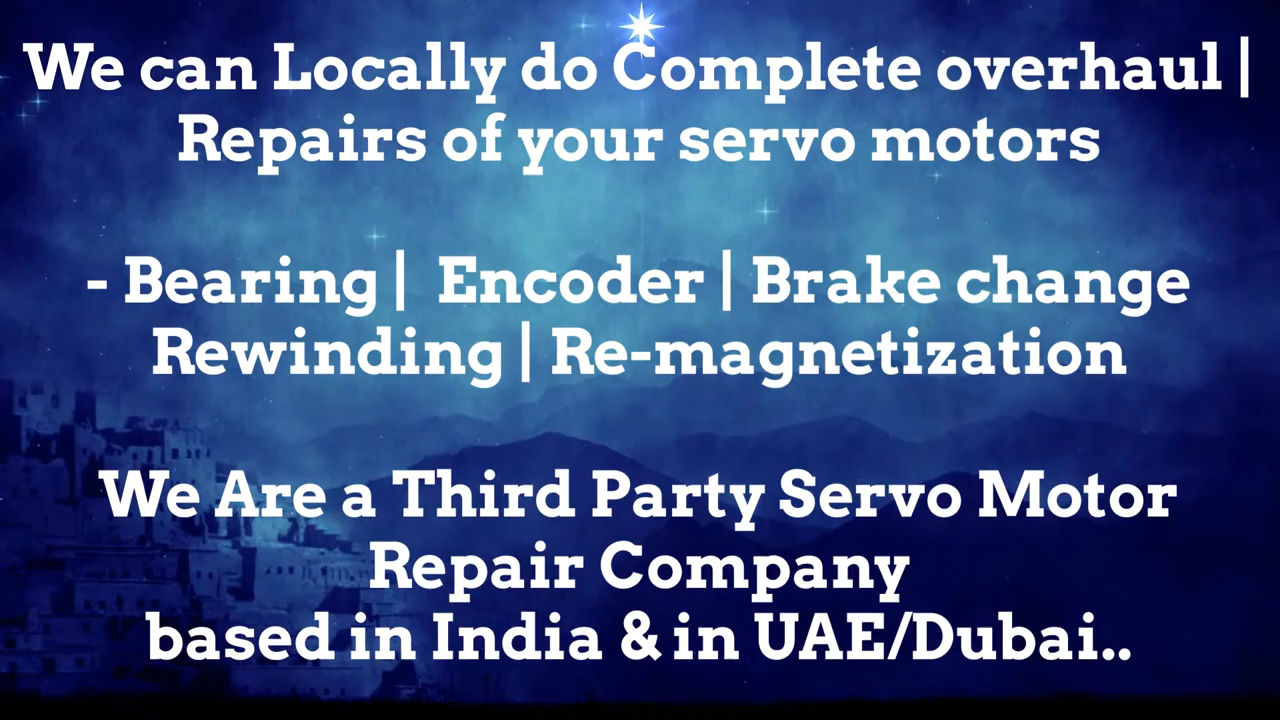 We can Locally do Complete overhaul |
Repairs of your servo motors
- Bearing | Encoder | Brake change
Rewinding | Re-magnetization
We Are a Third Party Servo Motor
Repair Company
based in India & in UAE/Dubai..